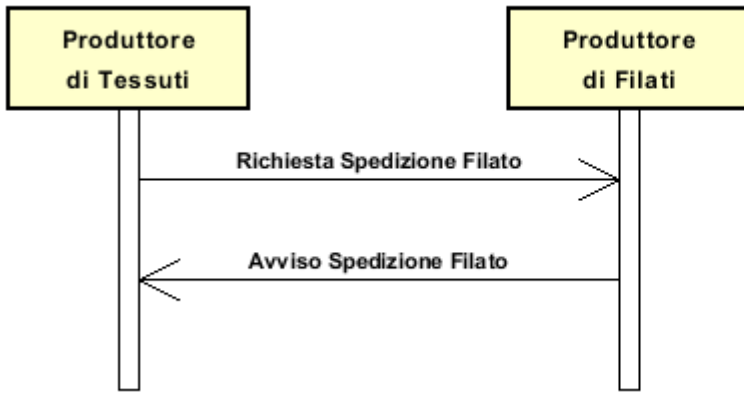 Produttore
di Tessuti
Produttore
di Filati
Richiesta Spedizione Filato
Avviso Spedizione Filato